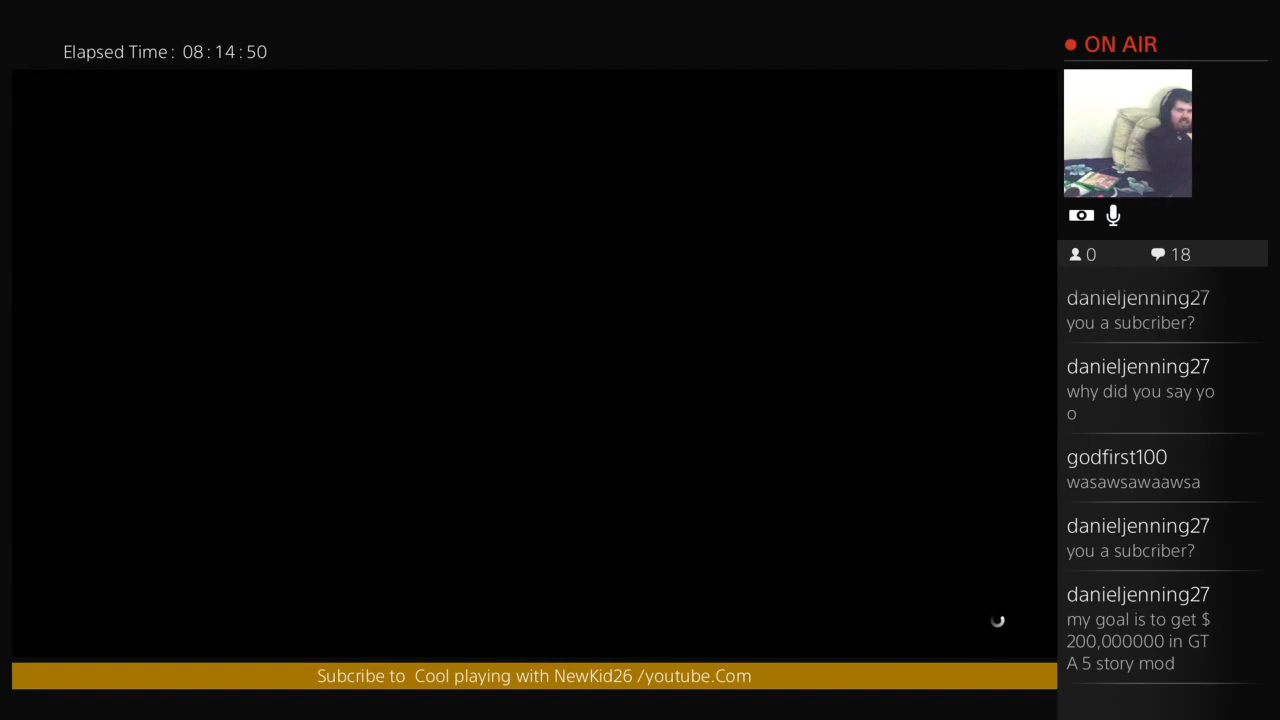 Elapsed Time: 08:14:50
ON AIR
0 18
danieljenning27
you a subcriber?
danieljenning27
why did you say yo
o
godfirst100
wasawsawaawsa
danieljenning27
you a subcriber?
danieljenning27
my goal is to get $
200,000000 in GT
A 5 story mod
Subcribe to Cool playing with NewKid26 /youtube.Com